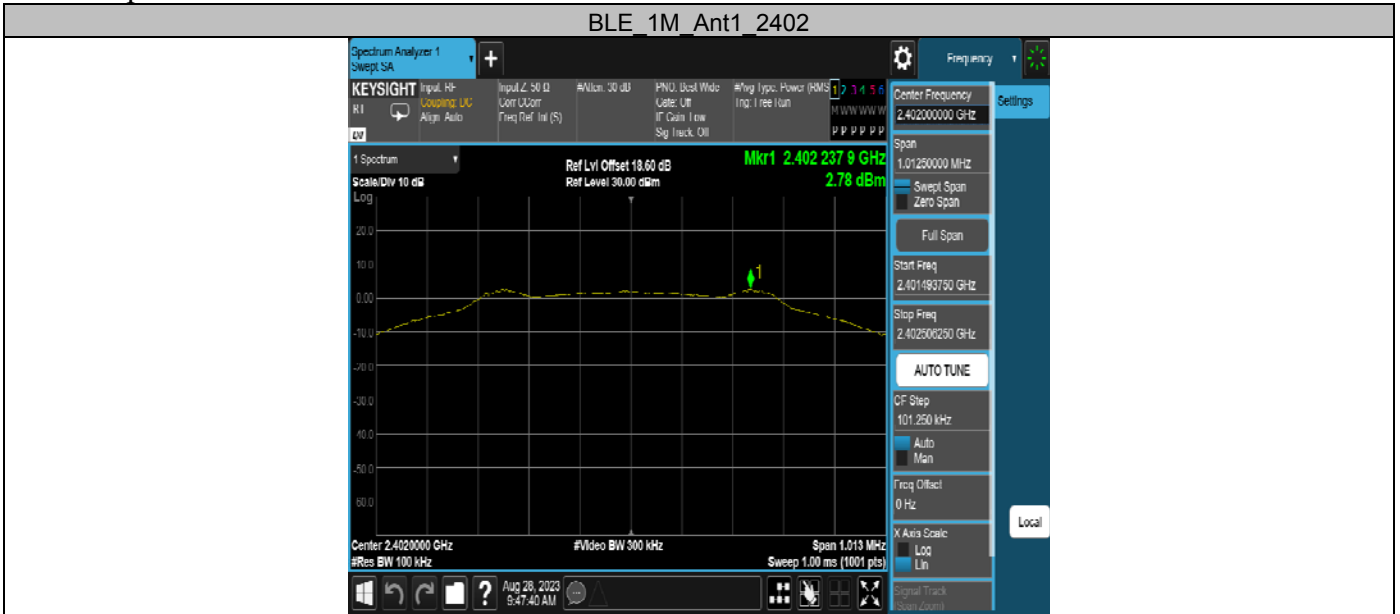 BLE_1M_Ant1_2402
Spectrum Analyzer 1
Swept SA
Frequency
KEYSIGHT
Input: RF
Coupling: DC
Align: Auto
Input Z: 50 Ω
Corr CCorr
Freq Ref: Int (S)
#Atten: 30 dB
PNO: Best Wide
Gate: Off
IF Gain: Low
Sig Track: Off
#Avg Type: Power (RMS
Trig: Free Run
1 2 3 4 5 6
M W W W W W
P P P P P P
Center Frequency
2.402000000 GHz
Settings
Span
1.01250000 MHz
Swept Span
Zero Span
Full Span
Start Freq
2.401493750 GHz
Stop Freq
2.402506250 GHz
AUTO TUNE
CF Step
101.250 kHz
Auto
Man
Freq Offset
0 Hz
X Axis Scale
Log
Lin
Signal Track
(Span Zoom)
Local
1 Spectrum
Scale/Div 10 dB
Log
Ref Lvl Offset 18.60 dB
Ref Level 30.00 dBm
Mkr1 2.402 237 9 GHz
2.78 dBm
20.0
10.0
1
0.00
-10.0
-20.0
-30.0
-40.0
-50.0
-60.0
Center 2.4020000 GHz
#Res BW 100 kHz
#Video BW 300 kHz
Span 1.013 MHz
Sweep 1.00 ms (1001 pts)
?
Aug 28, 2023
9:47:40 AM